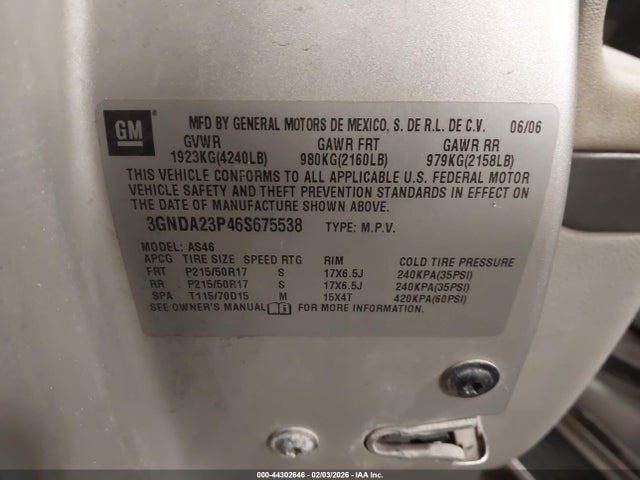 GM
MFD BY GENERAL MOTORS DE MEXICO, S. DE R.L. DE C.V. 06/06
GVWR GAWR FRT GAWR RR
1923KG(4240LB) 980KG(2160LB) 979KG(2158LB)
THIS VEHICLE CONFORMS TO ALL APPLICABLE U.S. FEDERAL MOTOR
VEHICLE SAFETY AND THEFT PREVENTION STANDARDS IN EFFECT ON
THE DATE OF MANUFACTURE SHOWN ABOVE.
3GNDA23P46S675538 TYPE: M.P.V.
MODEL: AS46
APCG TIRE SIZE SPEED RTG RIM COLD TIRE PRESSURE
FRT P215/50R17 S 17X6.5J 240KPA(35PSI)
RR P215/50R17 S 17X6.5J 240KPA(35PSI)
SPA T115/70D15 M 15X4T 420KPA(60PSI)
SEE OWNER'S MANUAL FOR MORE INFORMATION.
000-44302646 - 02/03/2026 - IAA Inc.